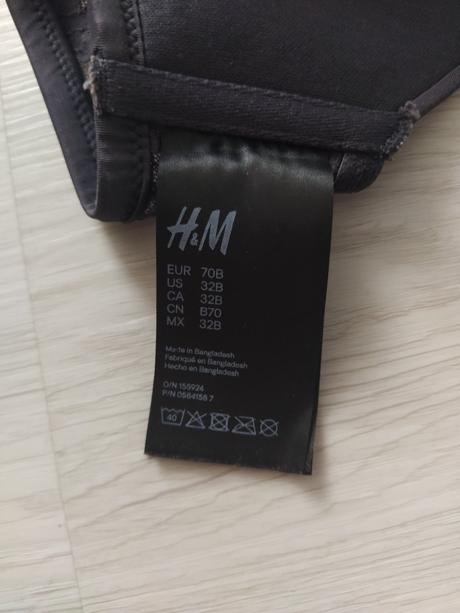 H&M
EUR 70B
US 32B
CA 32B
CN B70
MX 32B
Made in Bangladesh
Fabriqué en Bangladesh
Hecho en Bangladesh
O/N 155924
P/N 0564158 7
40